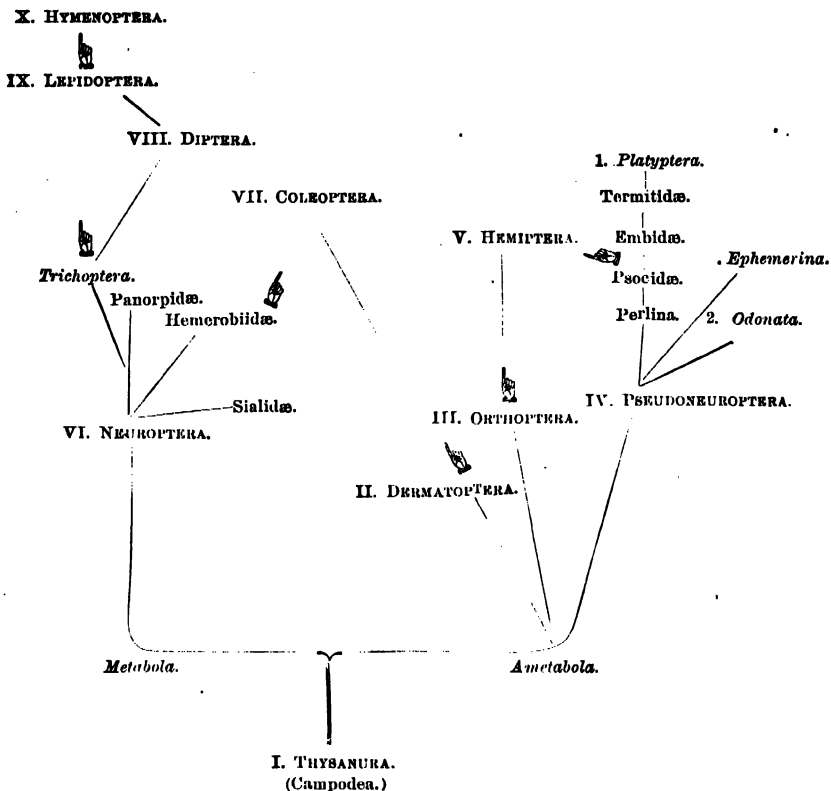 X. HYMENOPTERA.
IX. LEPIDOPTERA.
VIII. DIPTERA.
1. Platyptera.
VII. COLEOPTERA.
Termitidæ.
V. HEMIPTERA.
Embidæ.
Ephemerina.
Trichoptera.
Psocidæ.
Panorpidæ.
Hemerobiidæ.
Perlina.
2. Odonata.
Sialidæ.
IV. PSEUDONEUROPTERA.
III. ORTHOPTERA.
VI. NEUROPTERA.
II. DERMATOPTERA.
Metabola.
Ametabola.
I. THYSANURA.
(Campodea.)